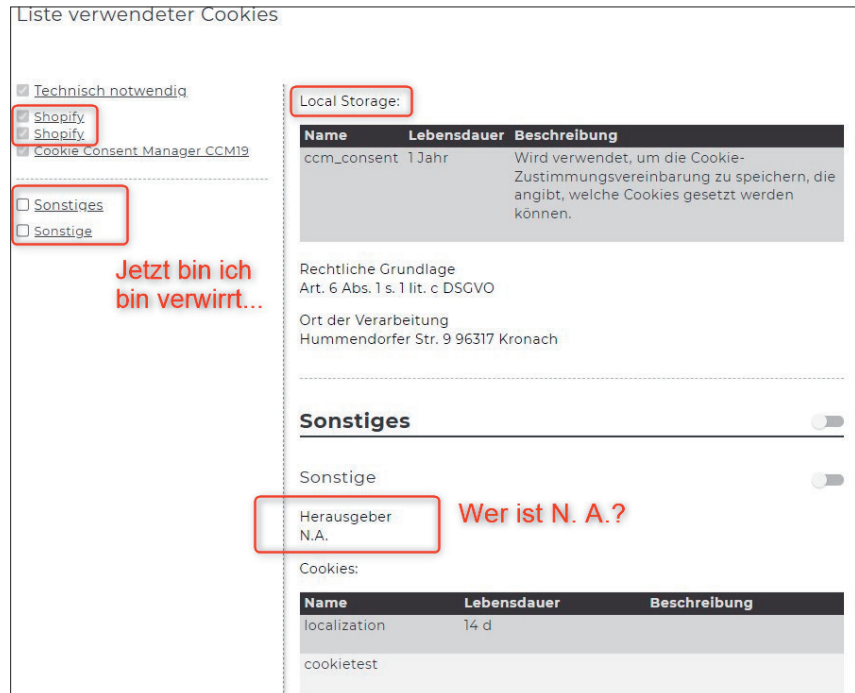 Liste verwendeter Cookies
Technisch notwendig
Shopify
Shopify
Cookie Consent Manager CCM19
Sonstiges
Sonstige
Jetzt bin ich
bin verwirrt...
Local Storage:
Name Lebensdauer Beschreibung
ccm_consent 1 Jahr Wird verwendet, um die Cookie-
Zustimmungsvereinbarung zu speichern, die
angibt, welche Cookies gesetzt werden
können.
Rechtliche Grundlage
Art. 6 Abs. 1 s. 1 lit. c DSGVO
Ort der Verarbeitung
Hummendorfer Str. 9 96317 Kronach
Sonstiges
Sonstige
Herausgeber
N.A.
Wer ist N. A.?
Cookies:
Name Lebensdauer Beschreibung
localization 14 d
cookietest